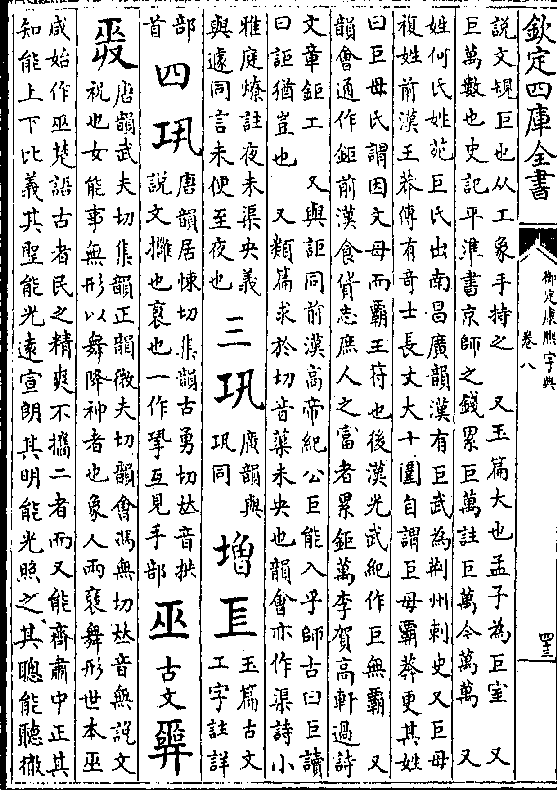 欽定四庫全書
御定康熙字典
卷八
說文規巨也从工象手持之 又玉篇大也孟子為巨室 又
巨萬數也史記平準書京師之錢累巨萬註巨萬今萬萬 又
姓何氏姓苑巨氏出南昌廣韻漢有巨武為荆州刺史又巨母
複姓前漢王莽傳有奇士長丈大十圍自謂巨母霸莽更其姓
曰巨母氏謂因文母而霸王符也後漢光武紀作巨無霸 又
韻會通作鉅前漢食貨志庶人之富者累鉅萬李賀高軒過詩
文章鉅工 又與詎同前漢高帝紀公巨能入乎師古曰巨讀
曰詎猶豈也 又類篇求於切音蕖未央也韻會亦作渠詩小
雅庭燎註夜未渠央義
與遽同言未便至夜也
三
巩
廣韻與
巩同
增
𠄑
玉篇古文
工字註詳
部
首
四
巩
唐韻居悚切集韻古勇切𠀤音拱
說文攤也褱也一作𢀜互見手部
巫
古文
𢍮
唐韻武夫切集韻正韻微夫切韻會馮無切𠀤音無說文
祝也女能事無形以舞降神者也象人兩褎舞形世本巫
咸始作巫楚語古者民之精爽不攜二者而又能齊肅中正其
知能上下比義其聖能光遠宣朗其明能光照之其聰能聽徹